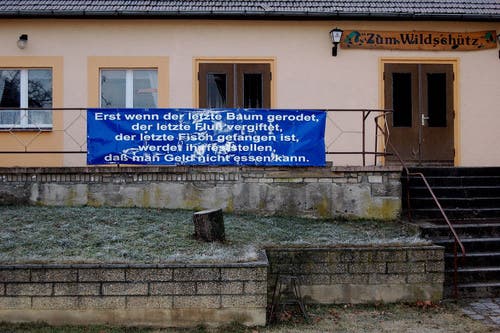 Zum Wildschütz
Erst wenn der letzte Baum gerodet,
der letzte Fluß vergiftet,
der letzte Fisch gefangen ist,
werdet ihr feststellen,
daß man Geld nicht essen kann.